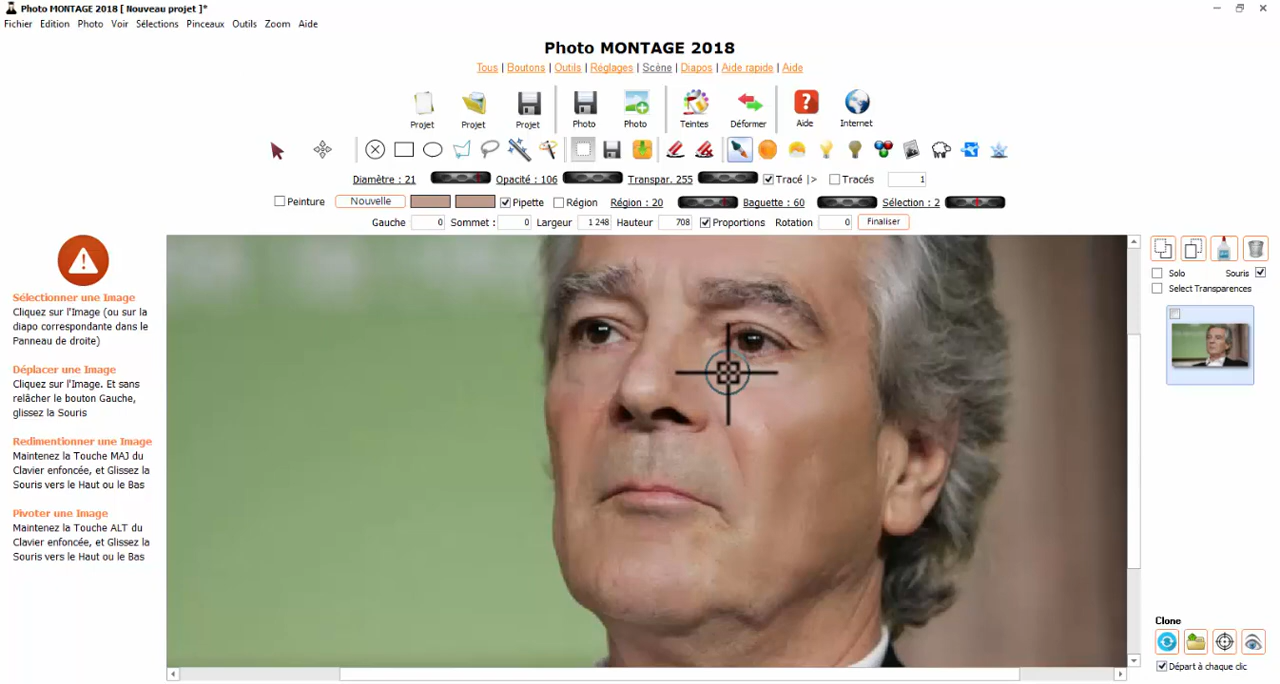 Photo MONTAGE 2018 [ Nouveau projet ]*
Fichier Edition Photo Voir Sélections Pinceaux Outils Zoom Aide
Photo MONTAGE 2018
Tous | Boutons | Outils | Réglages | Scène | Diapos | Aide rapide | Aide
Projet Projet Projet Photo Photo Teintes Déformer Aide Internet
Diamètre : 21 Opacité : 106 Transpar. 255 Tracé |> Tracés 1
Peinture Nouvelle Pipette Région Région : 20 Baguette : 60 Sélection : 2
Gauche 0 Sommet : 0 Largeur 1 248 Hauteur 708 Proportions Rotation 0 Finaliser
Sélectionner une Image
Cliquez sur l'Image (ou sur la
diapo correspondante dans le
Panneau de droite)
Déplacer une Image
Cliquez sur l'Image. Et sans
relâcher le bouton Gauche,
glissez la Souris
Redimentionner une Image
Maintenez la Touche MAJ du
Clavier enfoncée, et Glissez la
Souris vers le Haut ou le Bas
Pivoter une Image
Maintenez la Touche ALT du
Clavier enfoncée, et Glissez la
Souris vers le Haut ou le Bas
Solo Souris
Select Transparences
Clone
Départ à chaque clic